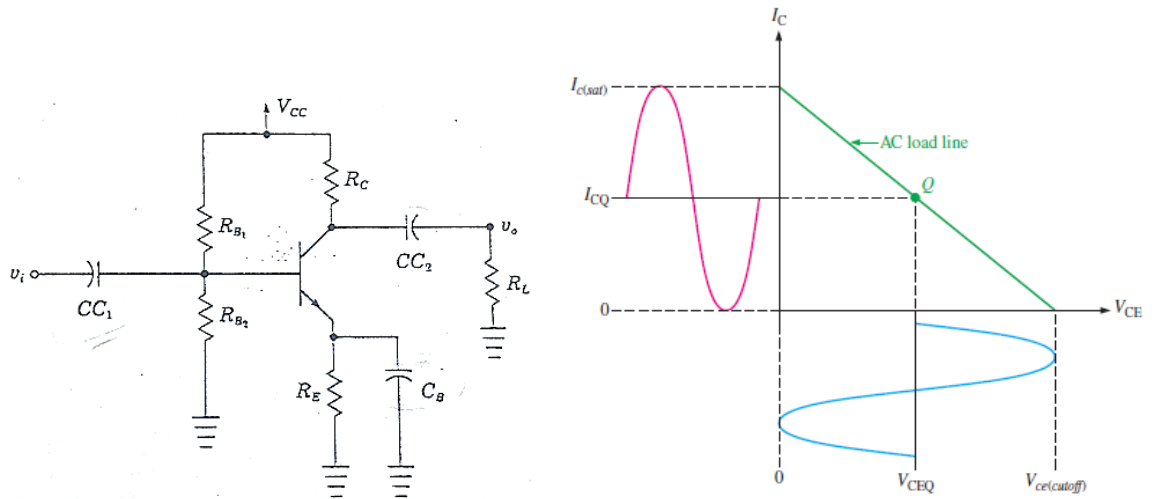 V_CC
R_C
R_B1
v_i
CC_1
R_B2
CC_2
v_o
R_L
R_E
C_B
I_C
I_c(sat)
AC load line
I_CQ
Q
0
V_CE
0
V_CEQ
V_ce(cutoff)